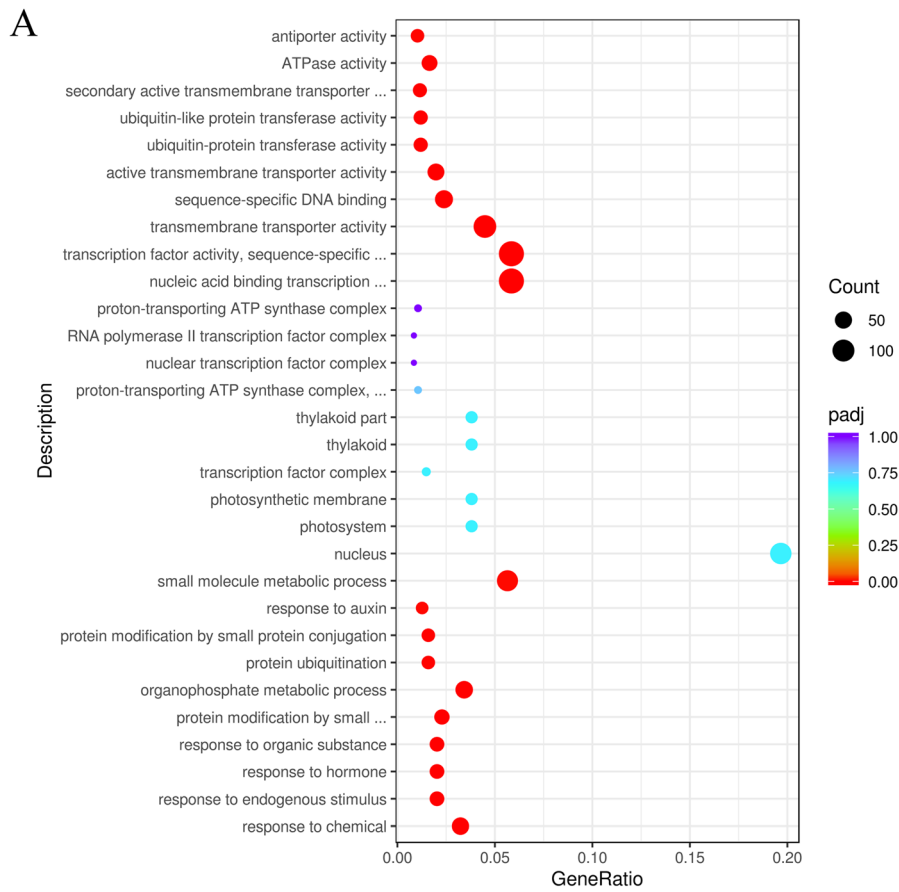 A
antiporter activity
ATPase activity
secondary active transmembrane transporter ...
ubiquitin-like protein transferase activity
ubiquitin-protein transferase activity
active transmembrane transporter activity
sequence-specific DNA binding
transmembrane transporter activity
transcription factor activity, sequence-specific ...
nucleic acid binding transcription ...
proton-transporting ATP synthase complex
RNA polymerase II transcription factor complex
nuclear transcription factor complex
proton-transporting ATP synthase complex, ...
thylakoid part
thylakoid
transcription factor complex
photosynthetic membrane
photosystem
nucleus
small molecule metabolic process
response to auxin
protein modification by small protein conjugation
protein ubiquitination
organophosphate metabolic process
protein modification by small ...
response to organic substance
response to hormone
response to endogenous stimulus
response to chemical
Description
0.00 0.05 0.10 0.15 0.20
GeneRatio
Count
50
100
padj
1.00
0.75
0.50
0.25
0.00